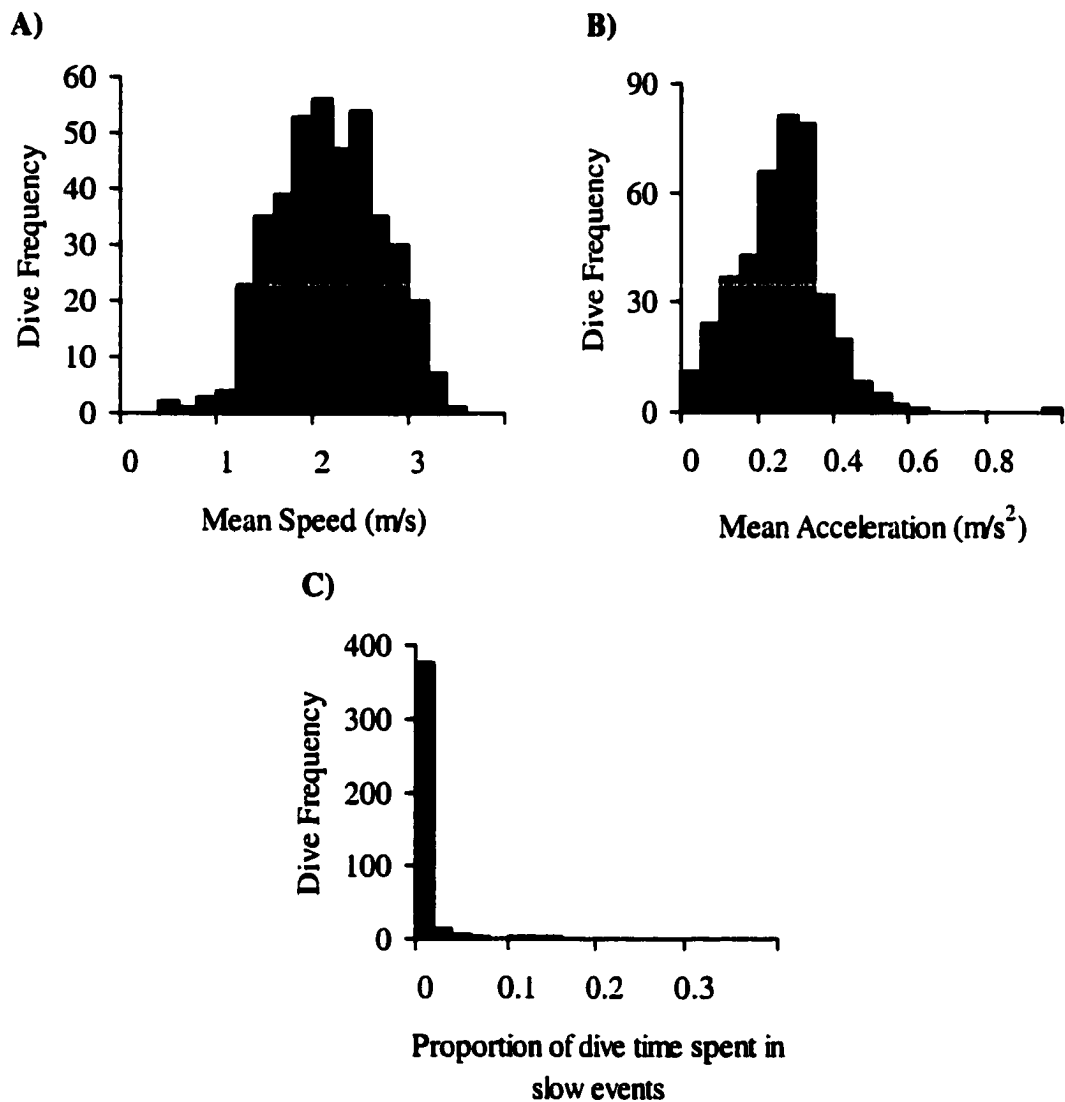 A)
60
50
40
30
20
10
0
Dive Frequency
0 1 2 3
Mean Speed (m/s)
B)
90
60
30
0
Dive Frequency
0 0.2 0.4 0.6 0.8
Mean Acceleration (m/s²)
C)
400
300
200
100
0
Dive Frequency
0 0.1 0.2 0.3
Proportion of dive time spent in
slow events